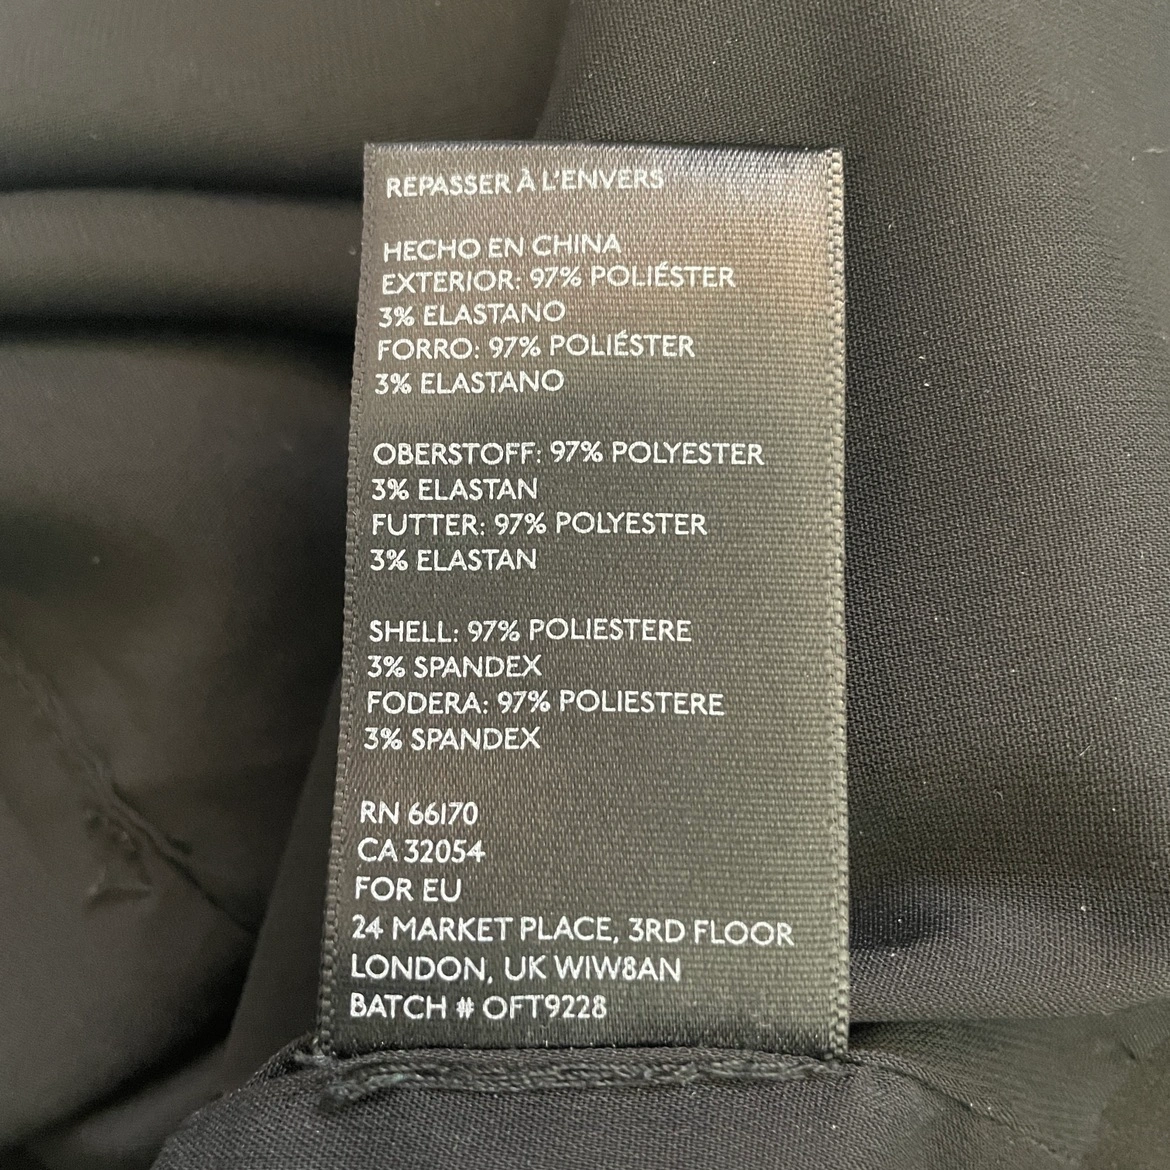 REPASSER À L'ENVERS
HECHO EN CHINA
EXTERIOR: 97% POLIÉSTER
3% ELASTANO
FORRO: 97% POLIÉSTER
3% ELASTANO
OBERSTOFF: 97% POLYESTER
3% ELASTAN
FUTTER: 97% POLYESTER
3% ELASTAN
SHELL: 97% POLIESTERE
3% SPANDEX
FODERA: 97% POLIESTERE
3% SPANDEX
RN 66170
CA 32054
FOR EU
24 MARKET PLACE, 3RD FLOOR
LONDON, UK WIW8AN
BATCH # OFT9228